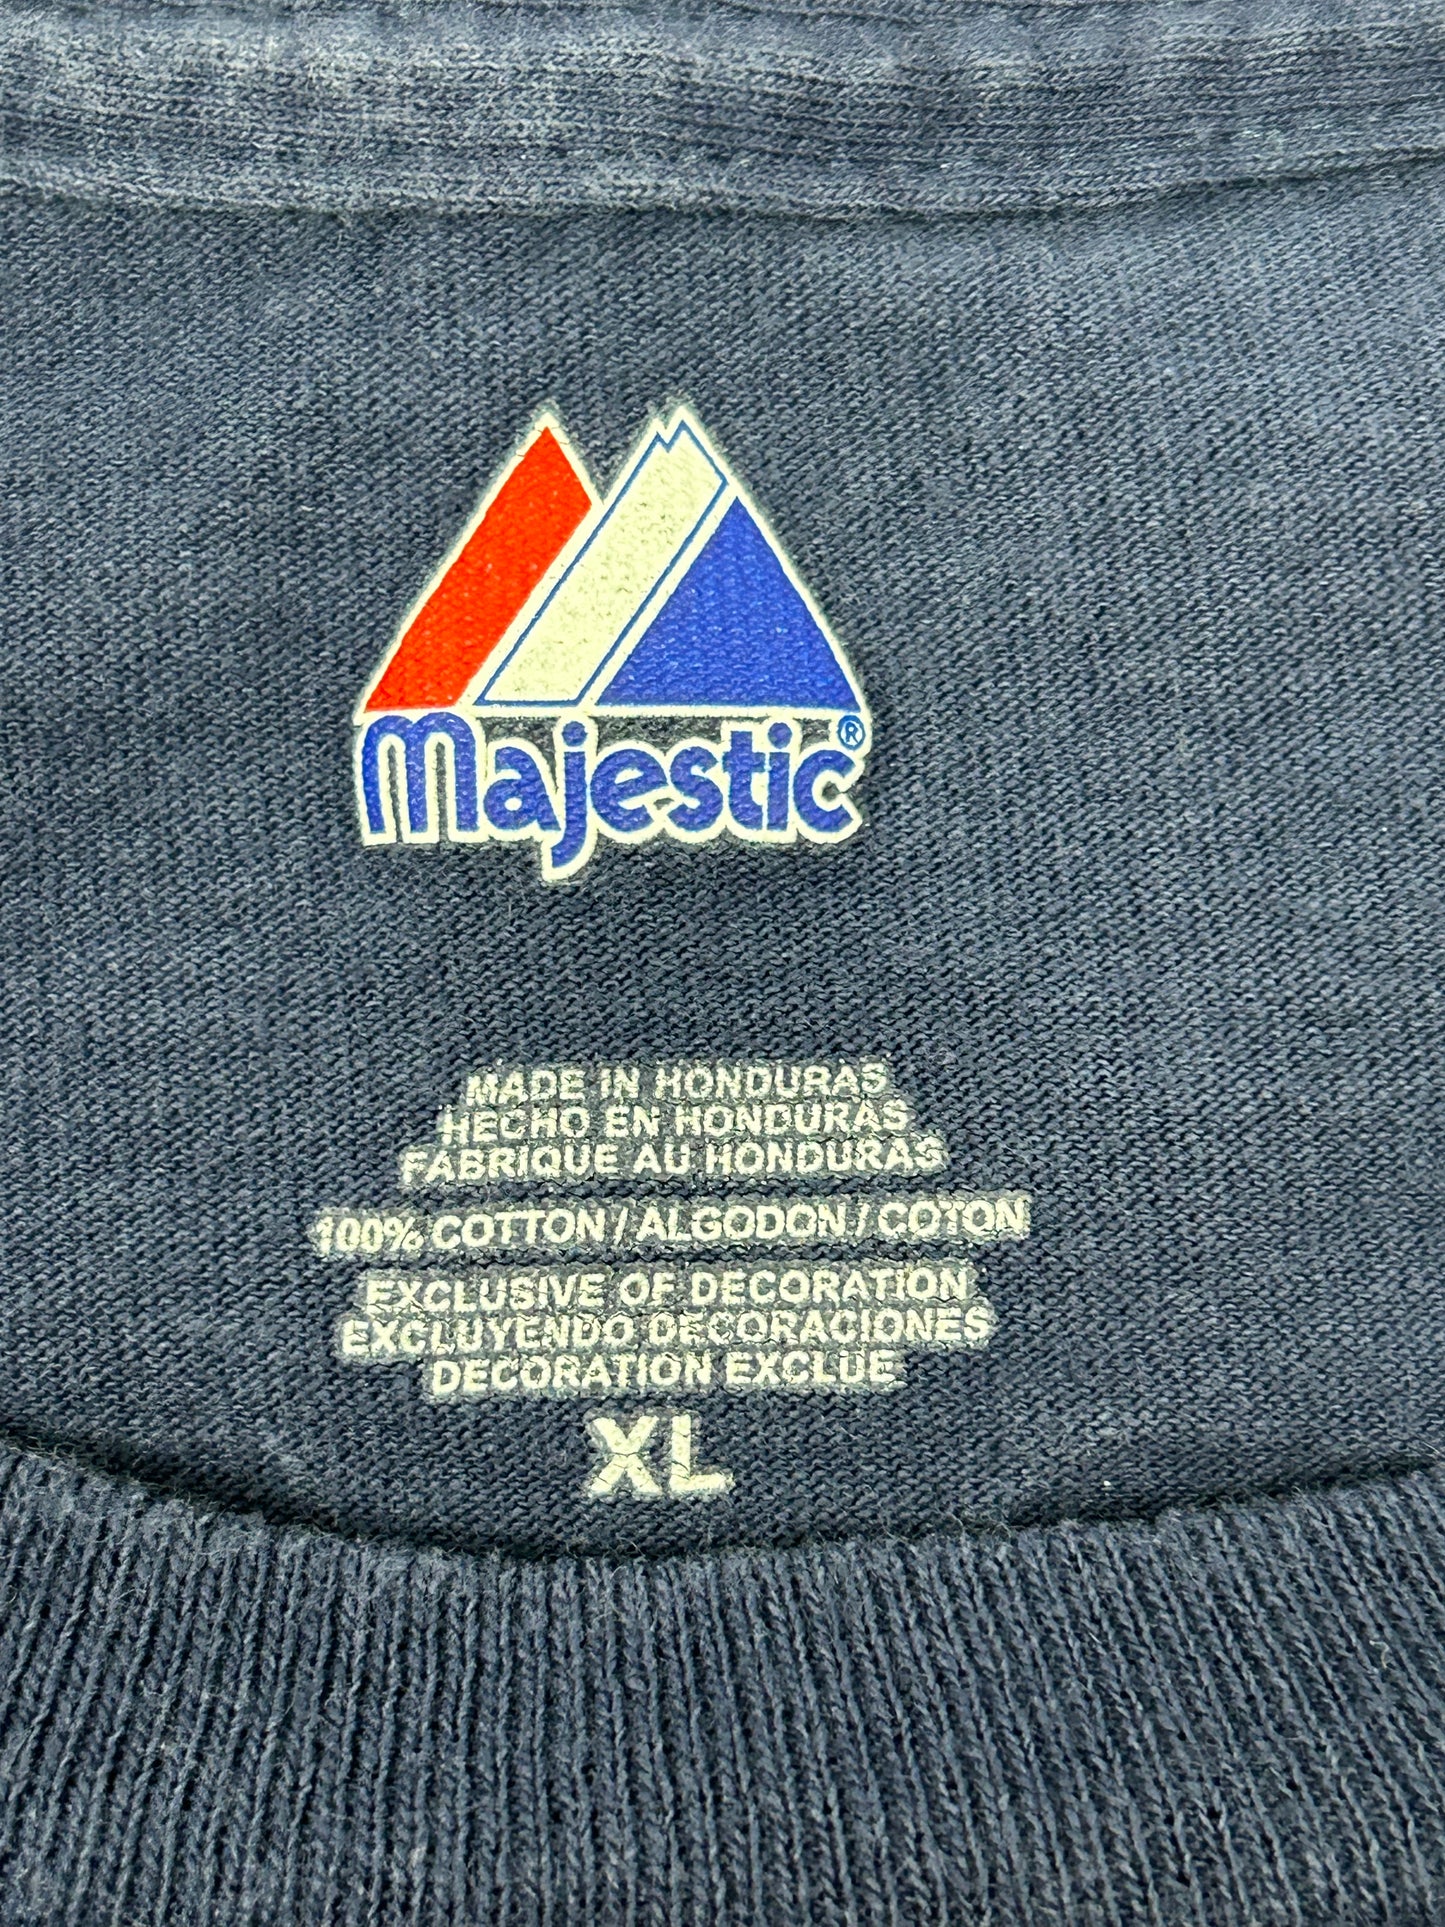 Majestic®
MADE IN HONDURAS
HECHO EN HONDURAS
FABRIQUE AU HONDURAS
100% COTTON / ALGODON / COTON
EXCLUSIVE OF DECORATION
EXCLUYENDO DECORACIONES
DECORATION EXCLUE
XL